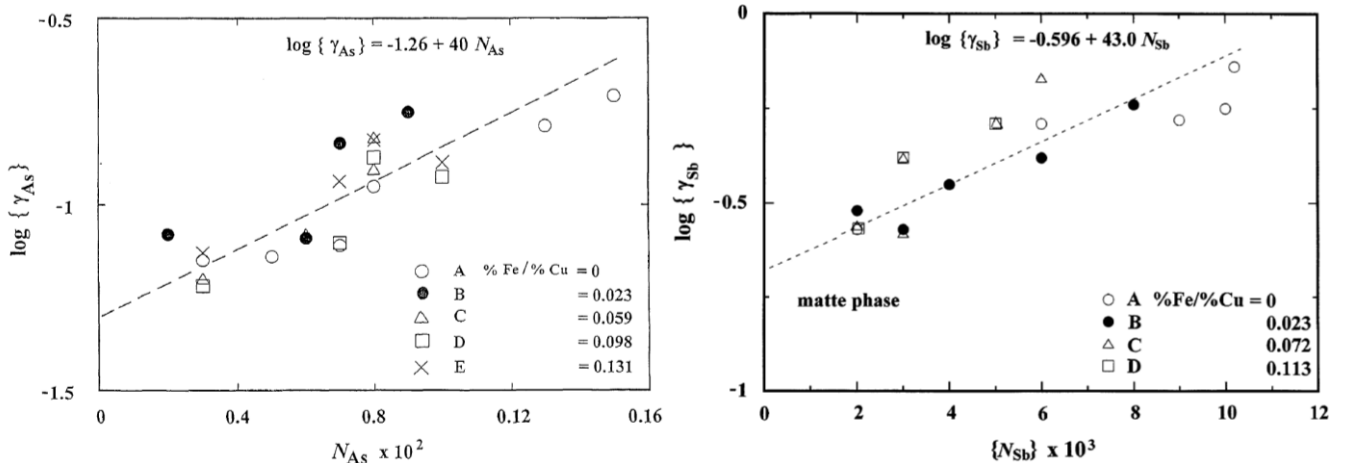 log { γAs } = -1.26 + 40 NAs
-0.5
-1
-1.5
log { γAs }
A % Fe / % Cu = 0
B = 0.023
C = 0.059
D = 0.098
E = 0.131
0 0.4 0.8 0.12 0.16
NAs x 10²
log {γSb} = -0.596 + 43.0 NSb
0
-0.5
-1
log { γSb }
matte phase
A %Fe/%Cu = 0
B 0.023
C 0.072
D 0.113
0 2 4 6 8 10 12
{NSb} x 10³